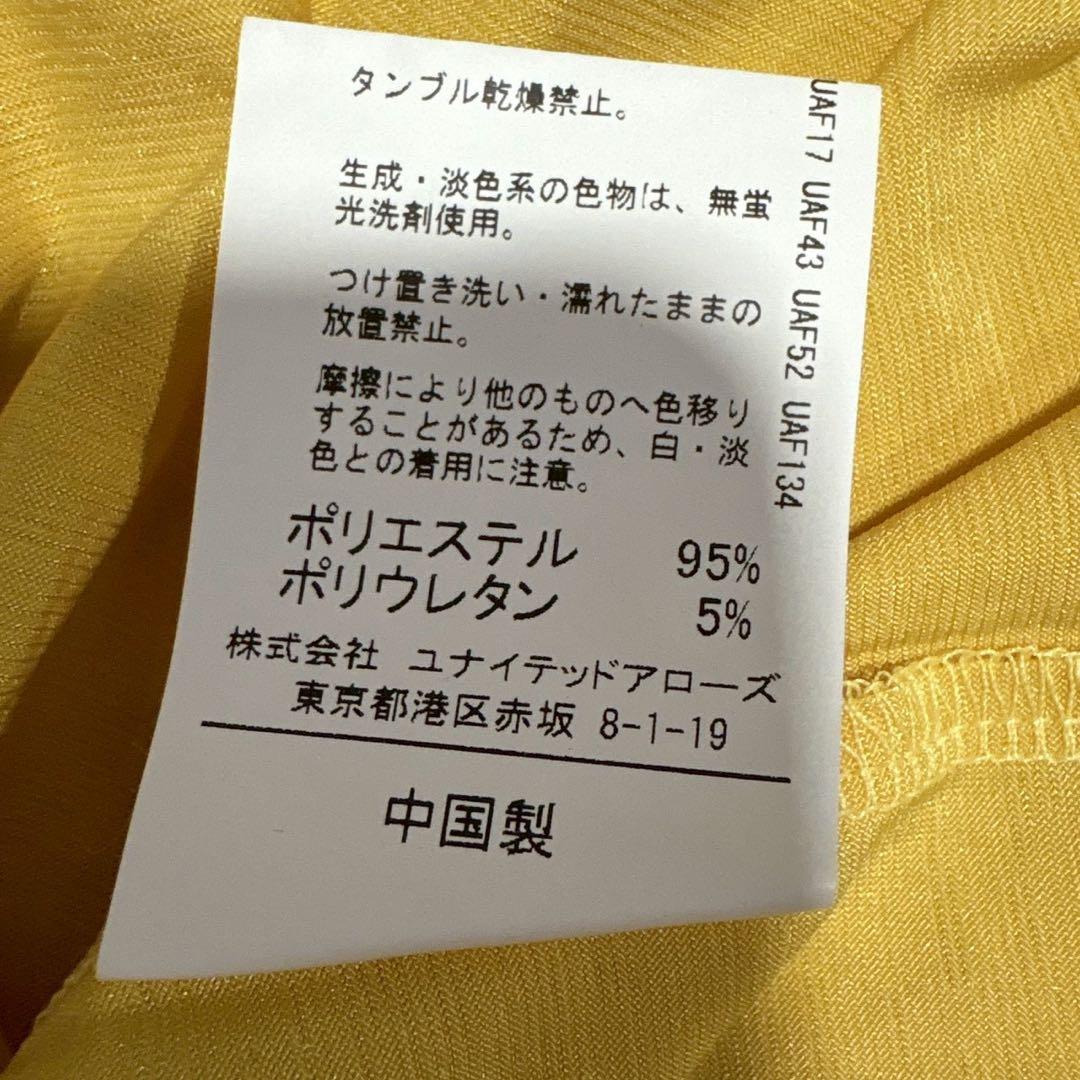 タンブル乾燥禁止。
生成・淡色系の色物は、無蛍
光洗剤使用。
つけ置き洗い・濡れたままの
放置禁止。
摩擦により他のものへ色移り
することがあるため、白・淡
色との着用に注意。
ポリエステル 95%
ポリウレタン 5%
株式会社 ユナイテッドアローズ
東京都港区赤坂 8-1-19
中国製
UAF17 UAF43 UAF52 UAF134